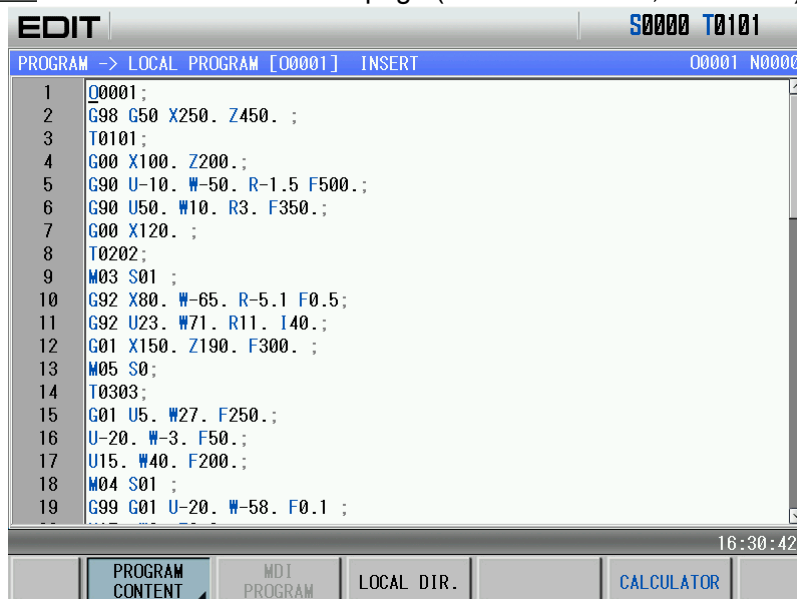 EDIT S0000 T0101
PROGRAM -> LOCAL PROGRAM [O0001] INSERT O0001 N0000
1 O0001;
2 G98 G50 X250. Z450. ;
3 T0101;
4 G00 X100. Z200.;
5 G90 U-10. W-50. R-1.5 F500.;
6 G90 U50. W10. R3. F350.;
7 G00 X120. ;
8 T0202;
9 M03 S01 ;
10 G92 X80. W-65. R-5.1 F0.5;
11 G92 U23. W71. R11. I40.;
12 G01 X150. Z190. F300. ;
13 M05 S0;
14 T0303;
15 G01 U5. W27. F250.;
16 U-20. W-3. F50.;
17 U15. W40. F200.;
18 M04 S01 ;
19 G99 G01 U-20. W-58. F0.1 ;
16:30:42
PROGRAM CONTENT MDI PROGRAM LOCAL DIR. CALCULATOR